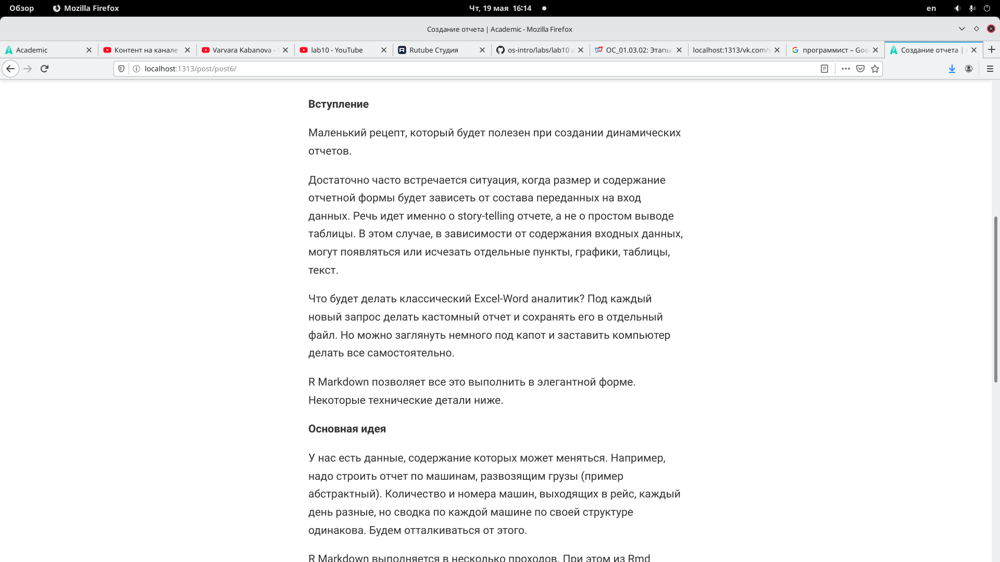 Обзор Mozilla Firefox Чт, 19 мая 16:14 en
Создание отчета | Academic - Mozilla Firefox
Academic Контент на канале Varvara Kabanova - lab10 - YouTube Rutube Студия os-intro/labs/lab10 ОС_01.03.02: Этапы localhost:1313/vk.com/ программист – Goo Создание отчета |
localhost:1313/post/post6/
Вступление
Маленький рецепт, который будет полезен при создании динамических
отчетов.
Достаточно часто встречается ситуация, когда размер и содержание
отчетной формы будет зависеть от состава переданных на вход
данных. Речь идет именно о story-telling отчете, а не о простом выводе
таблицы. В этом случае, в зависимости от содержания входных данных,
могут появляться или исчезать отдельные пункты, графики, таблицы,
текст.
Что будет делать классический Excel-Word аналитик? Под каждый
новый запрос делать кастомный отчет и сохранять его в отдельный
файл. Но можно заглянуть немного под капот и заставить компьютер
делать все самостоятельно.
R Markdown позволяет все это выполнить в элегантной форме.
Некоторые технические детали ниже.
Основная идея
У нас есть данные, содержание которых может меняться. Например,
надо строить отчет по машинам, развозящим грузы (пример
абстрактный). Количество и номера машин, выходящих в рейс, каждый
день разные, но сводка по каждой машине по своей структуре
одинакова. Будем отталкиваться от этого.
R Markdown выполняется в несколько проходов. При этом из Rmd